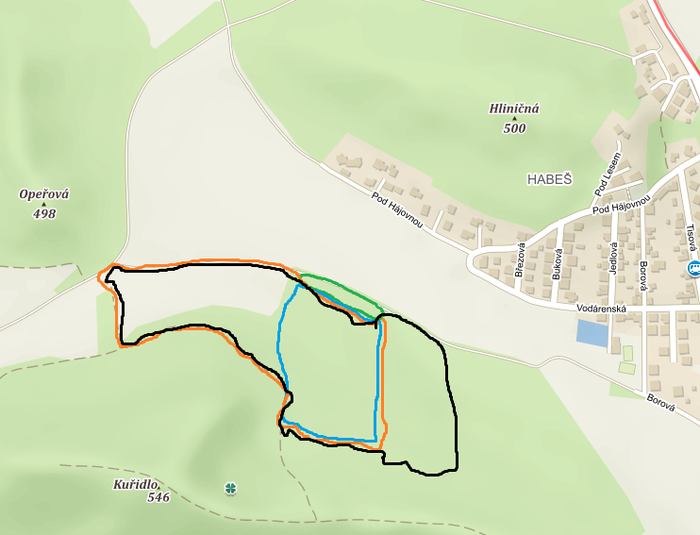 Hliničná
500
HABEŠ
Pod Lesem
Opeřová
498
Pod Hájovnou
Pod Hájovnou
Tisová
Březová
Buková
Jedlová
Borová
Vodárenská
Borová
Kuřidlo
546